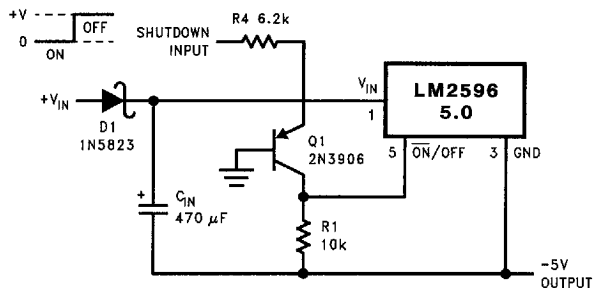 +V
OFF
0
ON
SHUTDOWN
INPUT
R4 6.2k
+VIN
D1
1N5823
VIN
1
LM2596
5.0
Q1
2N3906
5
ON/OFF
3
GND
+
CIN
470 µF
R1
10k
−5V
OUTPUT